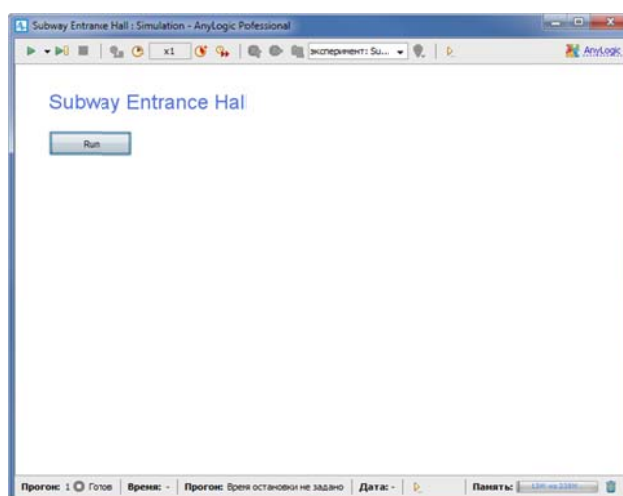 Subway Entrance Hall : Simulation - AnyLogic Pofessional
x1 эксперимент: Su... AnyLogic
Subway Entrance Hal
Run
Прогон: 1 Готов Время: - Прогон: Время остановки не задано Дата: - Память: